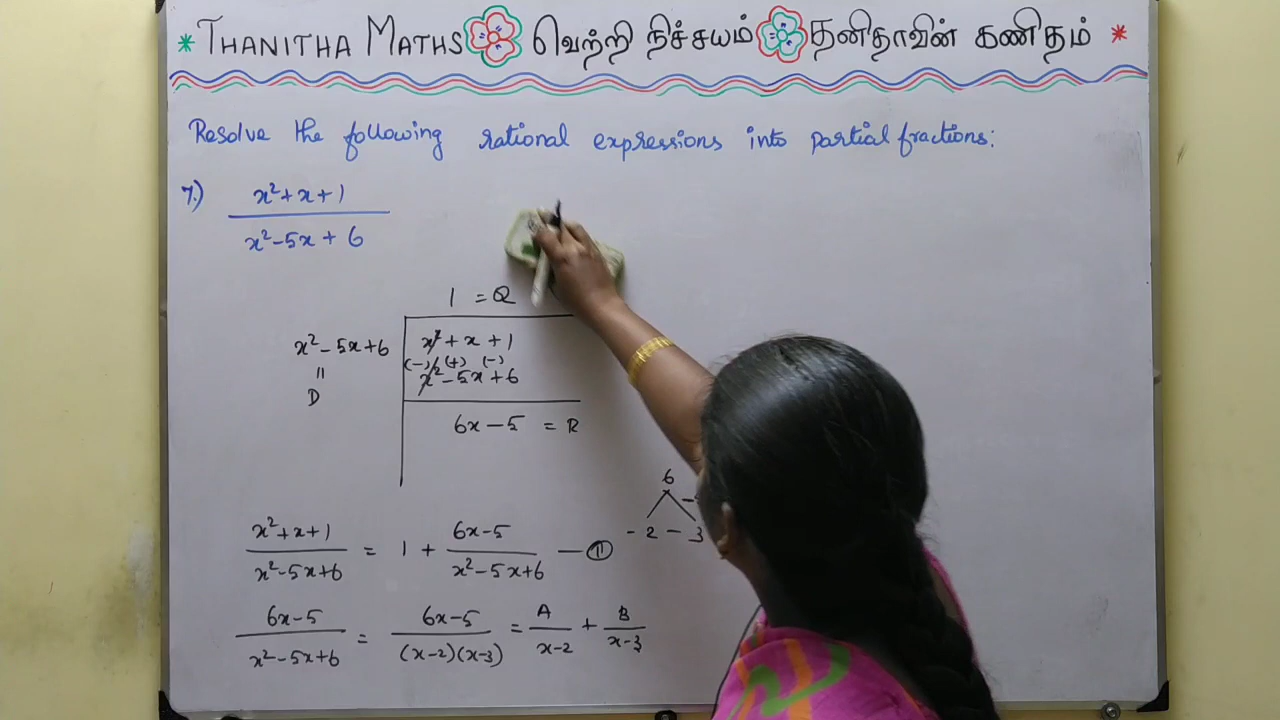 * THANITHA MATHS வெற்றி நிச்சயம் தனிதாவின் கணிதம் *
Resolve the following rational expressions into partial fractions:
7.) x²+x+1
x²-5x+6
1 = Q
x²-5x+6 x²+x+1
(-) (+) (-)
" x²-5x+6
D
6x-5 = R
6
-2 -3
x²+x+1 / x²-5x+6 = 1 + 6x-5 / x²-5x+6 — ⑪
6x-5 / x²-5x+6 = 6x-5 / (x-2)(x-3) = A / x-2 + B / x-3